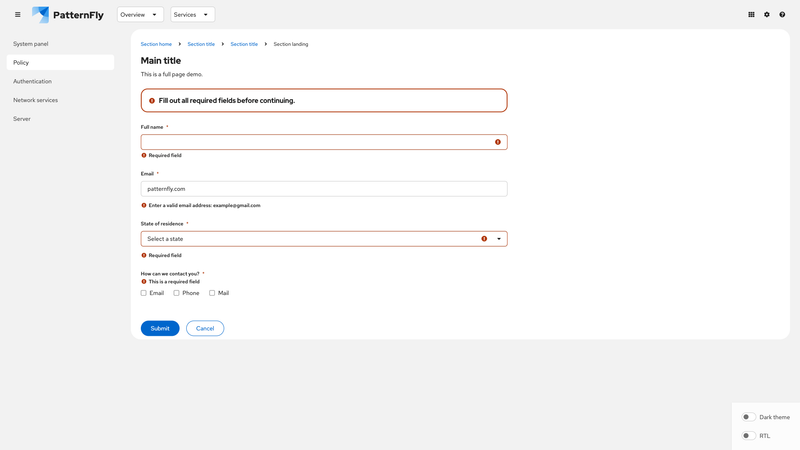 PatternFly
Overview
Services
System panel
Policy
Authentication
Network services
Server
Section home
Section title
Section title
Section landing
Main title
This is a full page demo.
Fill out all required fields before continuing.
Full name *
Required field
Email *
patternfly.com
Enter a valid email address: example@gmail.com
State of residence *
Select a state
Required field
How can we contact you? *
This is a required field
Email
Phone
Mail
Submit
Cancel
Dark theme
RTL